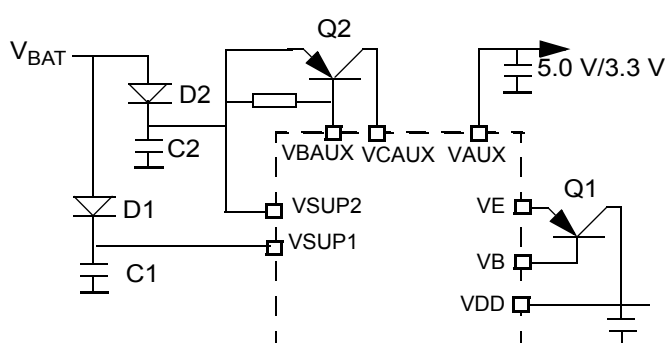 Q2
VBAT
5.0 V/3.3 V
D2
C2
VBAUX
VCAUX
VAUX
Q1
D1
VSUP2
VE
VSUP1
C1
VB
VDD